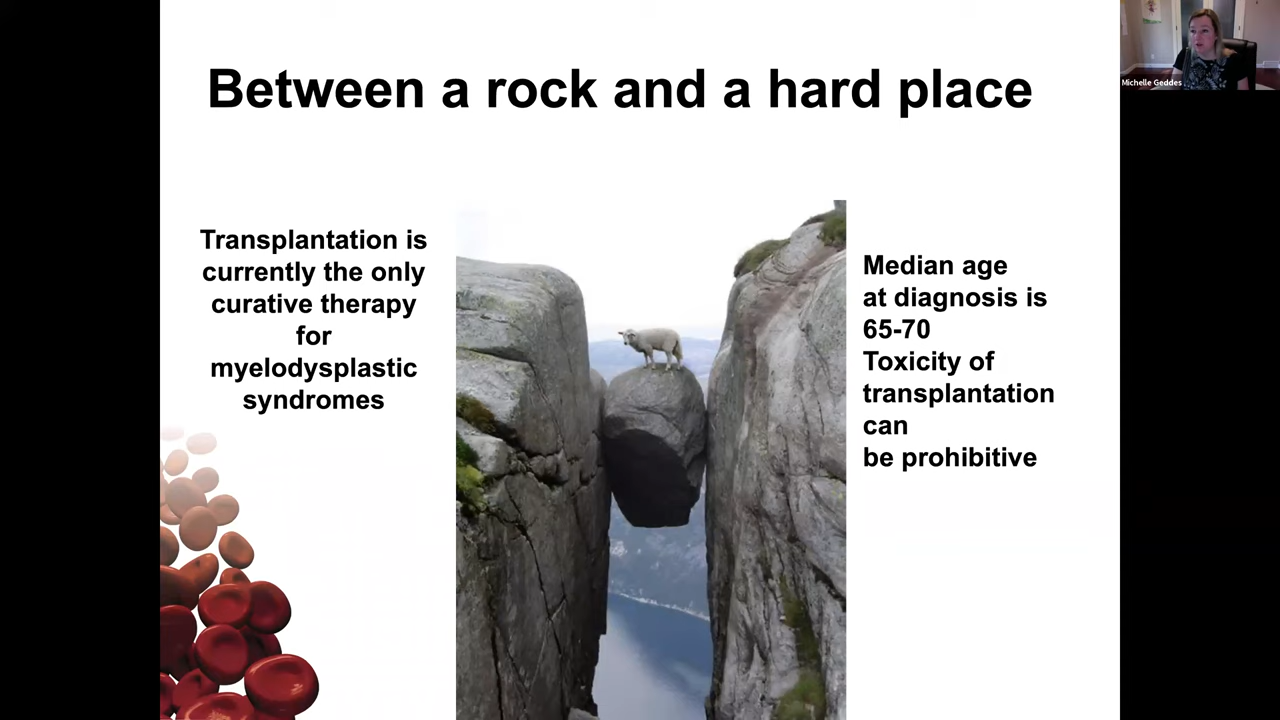 Between a rock and a hard place
Transplantation is
currently the only
curative therapy
for
myelodysplastic
syndromes
Median age
at diagnosis is
65-70
Toxicity of
transplantation
can
be prohibitive
Michelle Geddes